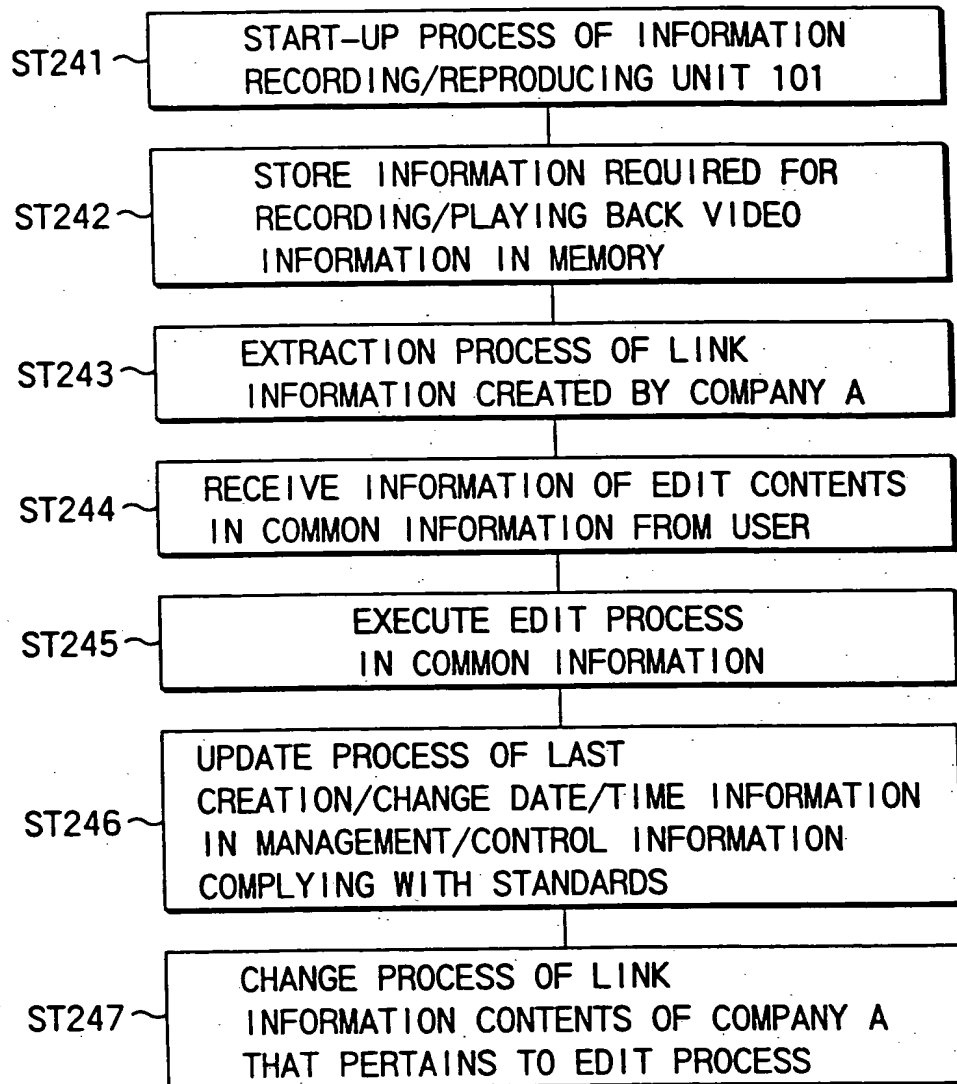 ST241
START-UP PROCESS OF INFORMATION
RECORDING/REPRODUCING UNIT 101
ST242
STORE INFORMATION REQUIRED FOR
RECORDING/PLAYING BACK VIDEO
INFORMATION IN MEMORY
ST243
EXTRACTION PROCESS OF LINK
INFORMATION CREATED BY COMPANY A
ST244
RECEIVE INFORMATION OF EDIT CONTENTS
IN COMMON INFORMATION FROM USER
ST245
EXECUTE EDIT PROCESS
IN COMMON INFORMATION
ST246
UPDATE PROCESS OF LAST
CREATION/CHANGE DATE/TIME INFORMATION
IN MANAGEMENT/CONTROL INFORMATION
COMPLYING WITH STANDARDS
ST247
CHANGE PROCESS OF LINK
INFORMATION CONTENTS OF COMPANY A
THAT PERTAINS TO EDIT PROCESS